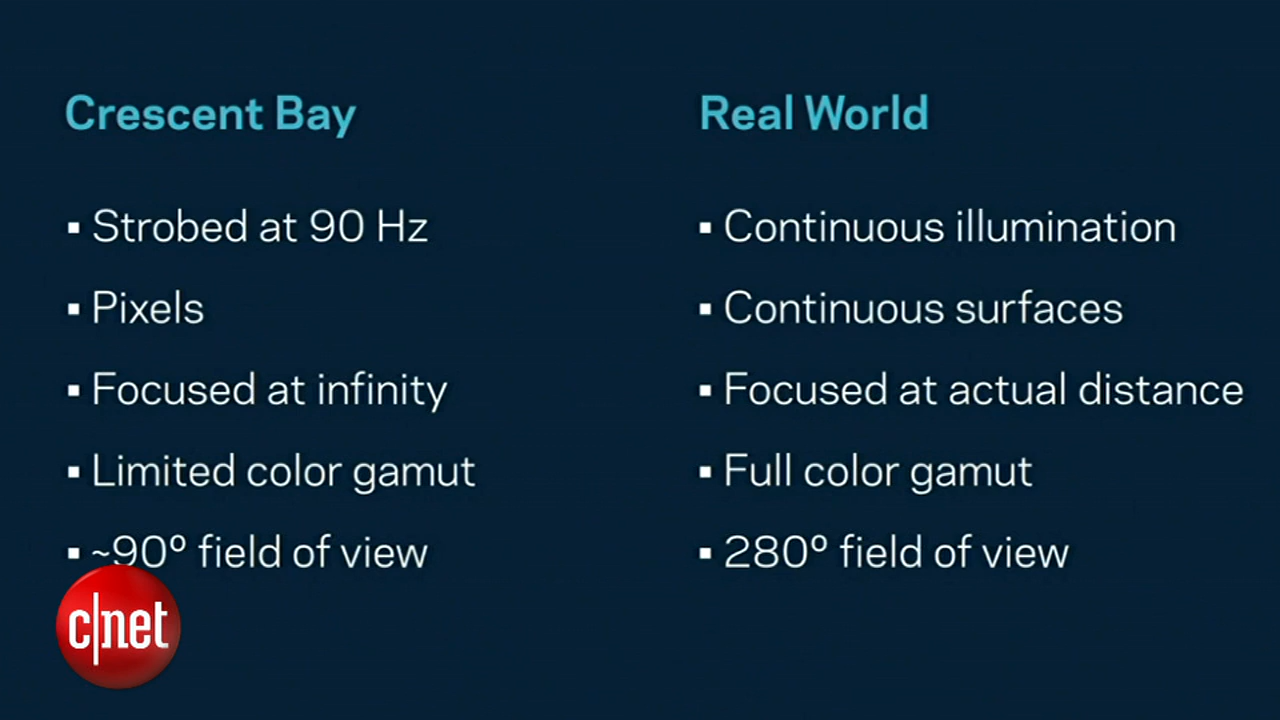 Crescent Bay
▪ Strobed at 90 Hz
▪ Pixels
▪ Focused at infinity
▪ Limited color gamut
▪ ~90º field of view
Real World
▪ Continuous illumination
▪ Continuous surfaces
▪ Focused at actual distance
▪ Full color gamut
▪ 280º field of view
c|net